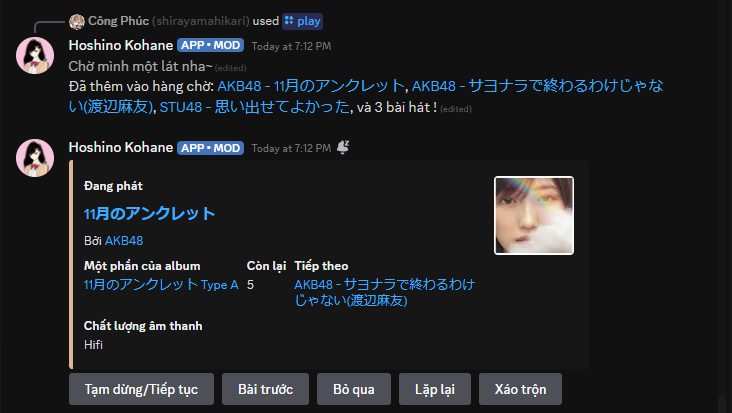 Công Phúc (shirayamahikari) used play
Hoshino Kohane APP • MOD Today at 7:12 PM
Chờ mình một lát nha~ (edited)
Đã thêm vào hàng chờ: AKB48 - 11月のアンクレット, AKB48 - サヨナラで終わるわけじゃな
い(渡辺麻友), STU48 - 思い出せてよかった, và 3 bài hát ! (edited)
Hoshino Kohane APP • MOD Today at 7:12 PM
Đang phát
11月のアンクレット
Bởi AKB48
Một phần của album Còn lại Tiếp theo
11月のアンクレット Type A 5 AKB48 - サヨナラで終わるわけ
じゃない(渡辺麻友)
Chất lượng âm thanh
Hifi
Tạm dừng/Tiếp tục Bài trước Bỏ qua Lặp lại Xáo trộn